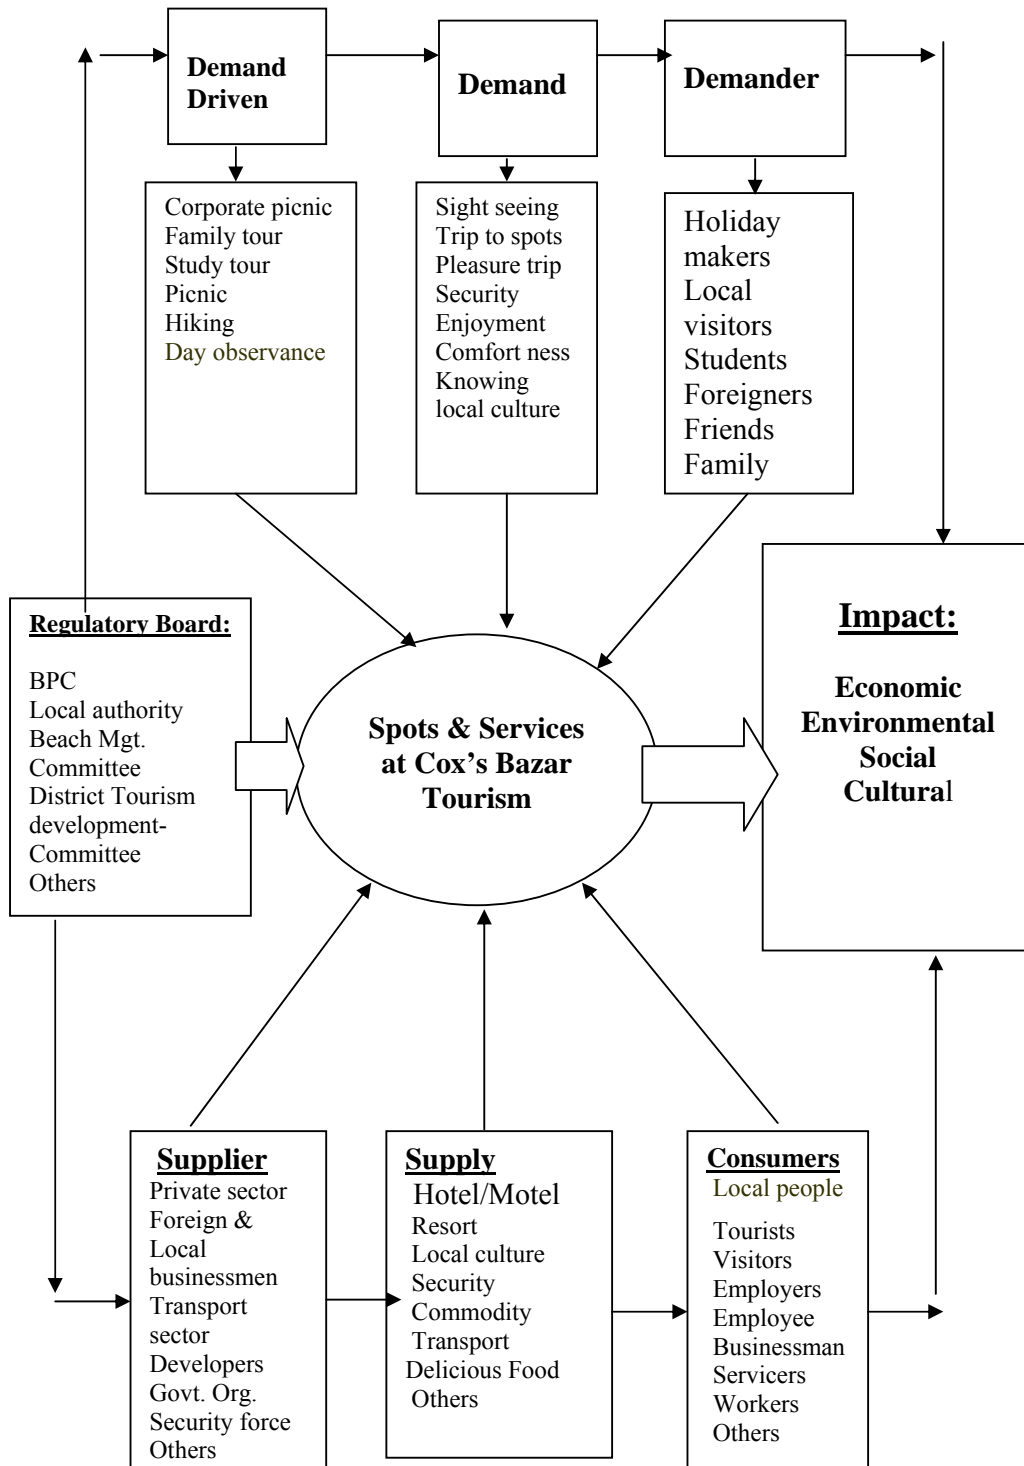 Demand
Driven
Demand
Demander
Corporate picnic
Family tour
Study tour
Picnic
Hiking
Day observance
Sight seeing
Trip to spots
Pleasure trip
Security
Enjoyment
Comfort ness
Knowing
local culture
Holiday
makers
Local
visitors
Students
Foreigners
Friends
Family
Regulatory Board:
BPC
Local authority
Beach Mgt.
Committee
District Tourism
development-
Committee
Others
Spots & Services
at Cox's Bazar
Tourism
Impact:
Economic
Environmental
Social
Cultural
Supplier
Private sector
Foreign &
Local
businessmen
Transport
sector
Developers
Govt. Org.
Security force
Others
Supply
Hotel/Motel
Resort
Local culture
Security
Commodity
Transport
Delicious Food
Others
Consumers
Local people
Tourists
Visitors
Employers
Employee
Businessman
Servicers
Workers
Others